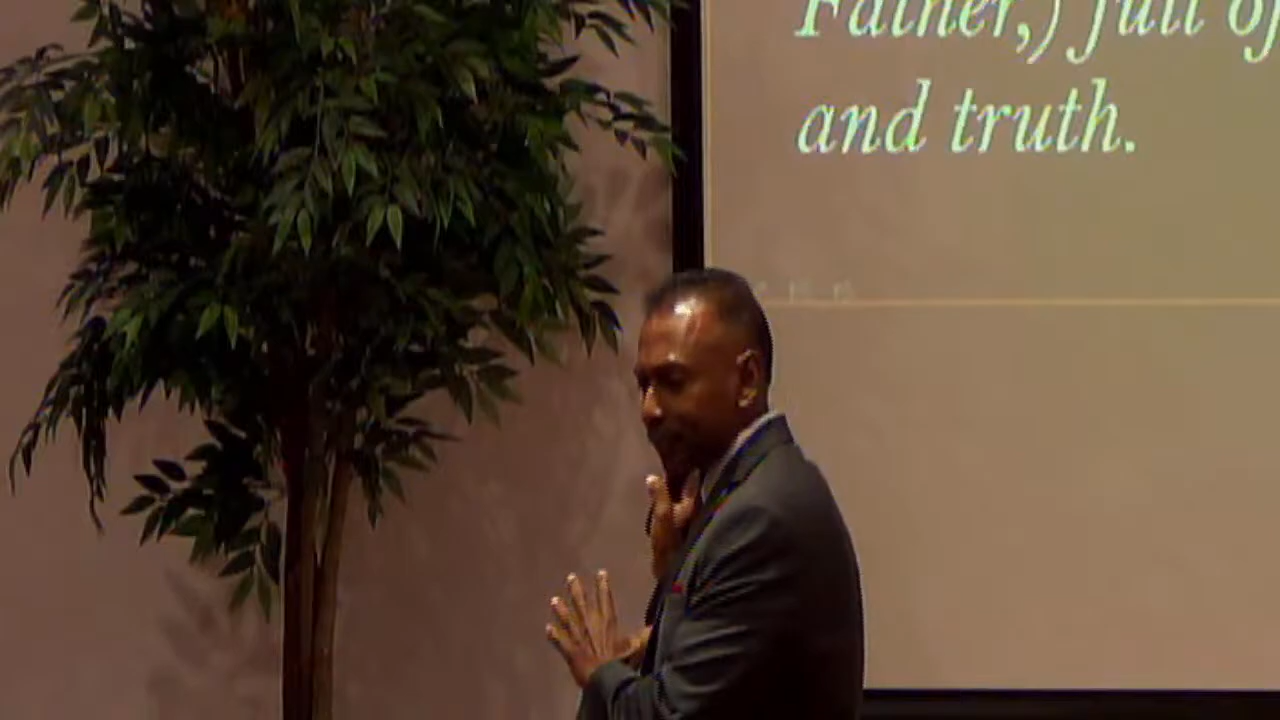 Father,) full of
and truth.